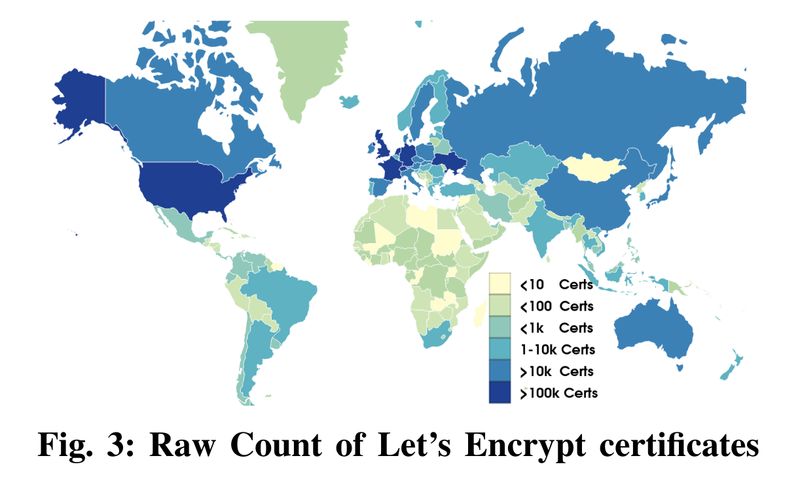 <10 Certs
<100 Certs
<1k Certs
1-10k Certs
>10k Certs
>100k Certs
Fig. 3: Raw Count of Let's Encrypt certificates